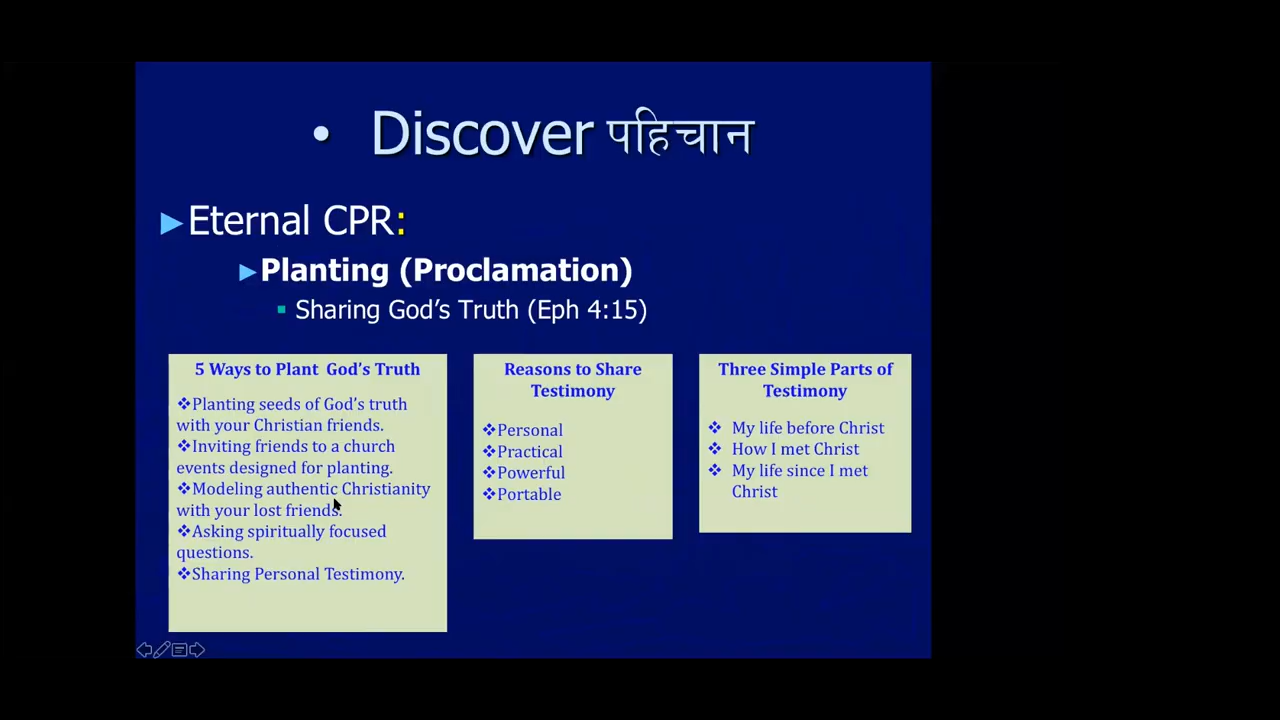 • Discover पहिचान
►Eternal CPR:
►Planting (Proclamation)
▪ Sharing God's Truth (Eph 4:15)
5 Ways to Plant God's Truth
❖Planting seeds of God's truth
with your Christian friends.
❖Inviting friends to a church
events designed for planting.
❖Modeling authentic Christianity
with your lost friends.
❖Asking spiritually focused
questions.
❖Sharing Personal Testimony.
Reasons to Share
Testimony
❖Personal
❖Practical
❖Powerful
❖Portable
Three Simple Parts of
Testimony
❖ My life before Christ
❖ How I met Christ
❖ My life since I met
Christ